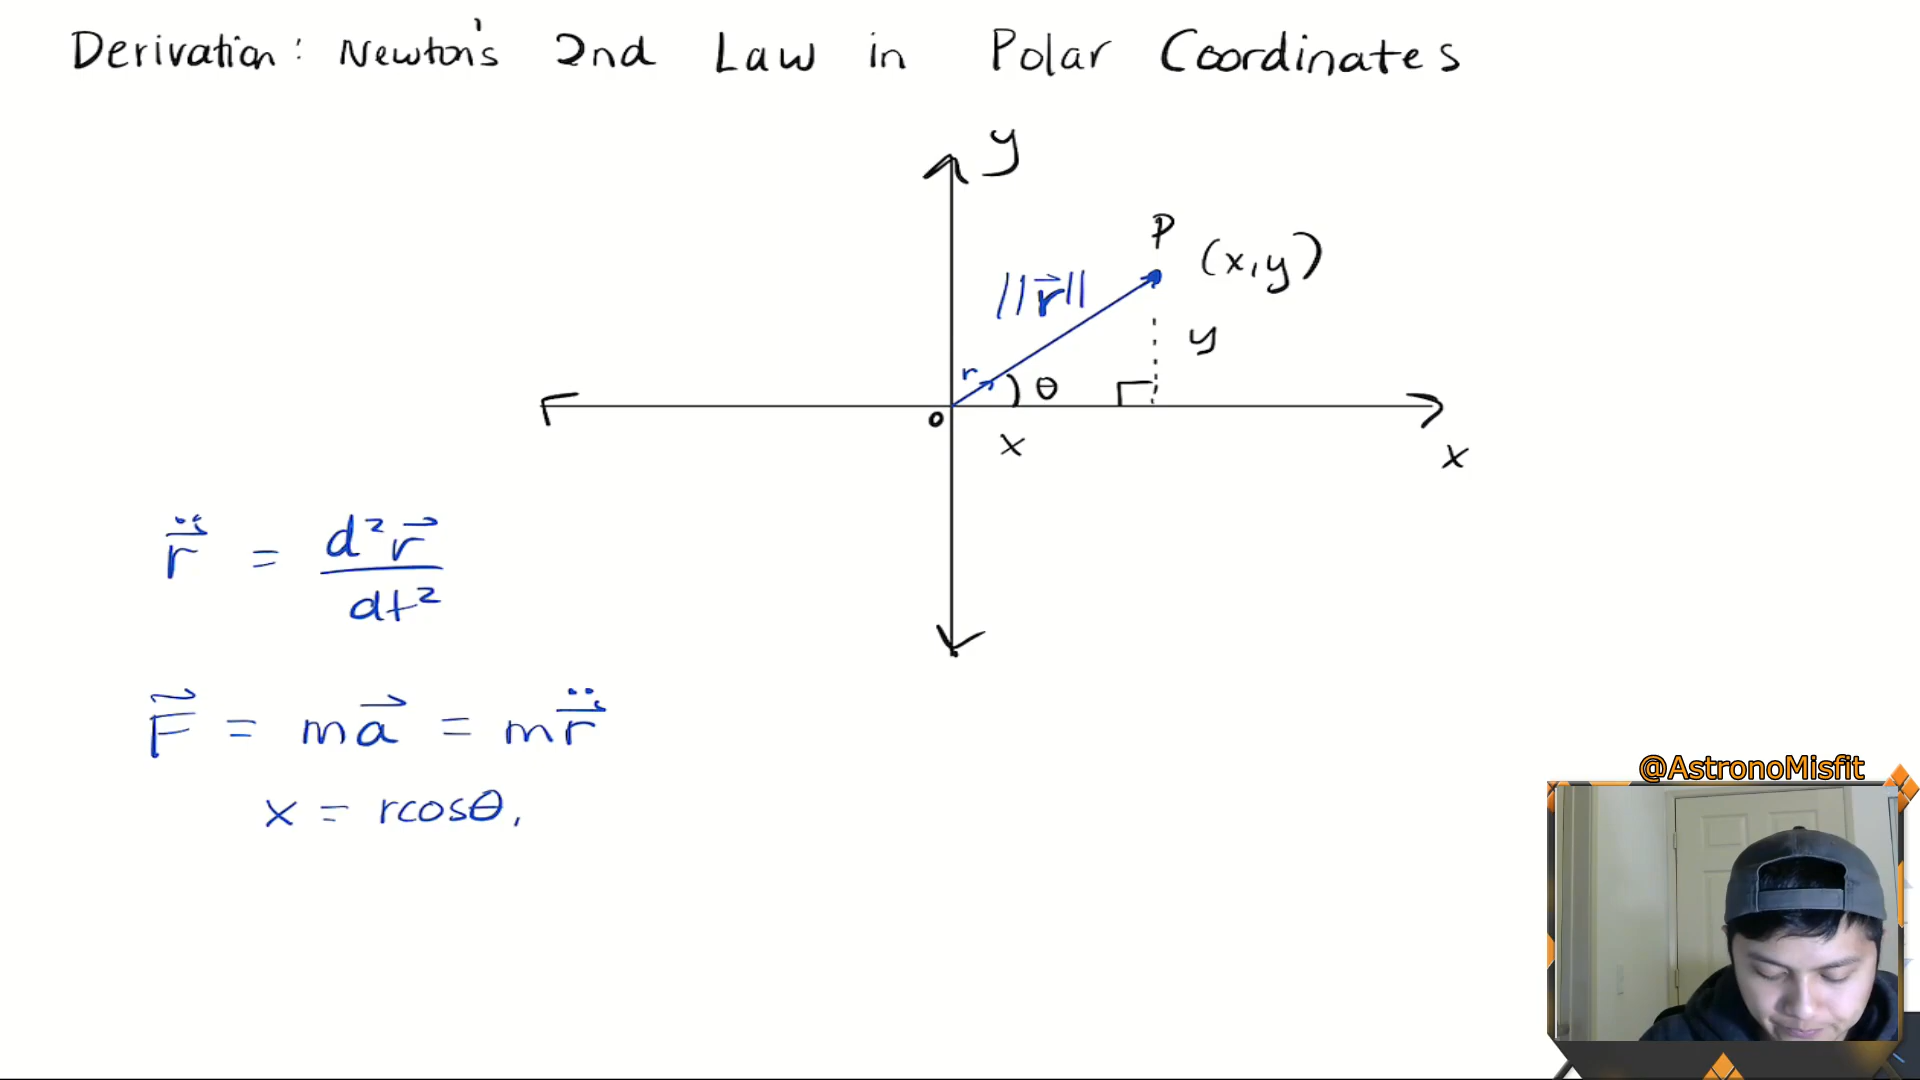 Derivation: Newton's 2nd Law in Polar Coordinates
y
P
(x,y)
||r⃗||
y
r
θ
o
x
x
r⃗̈ = d²r⃗/dt²
F⃗ = ma⃗ = mr⃗̈
x = rcosθ,
@AstronoMisfit